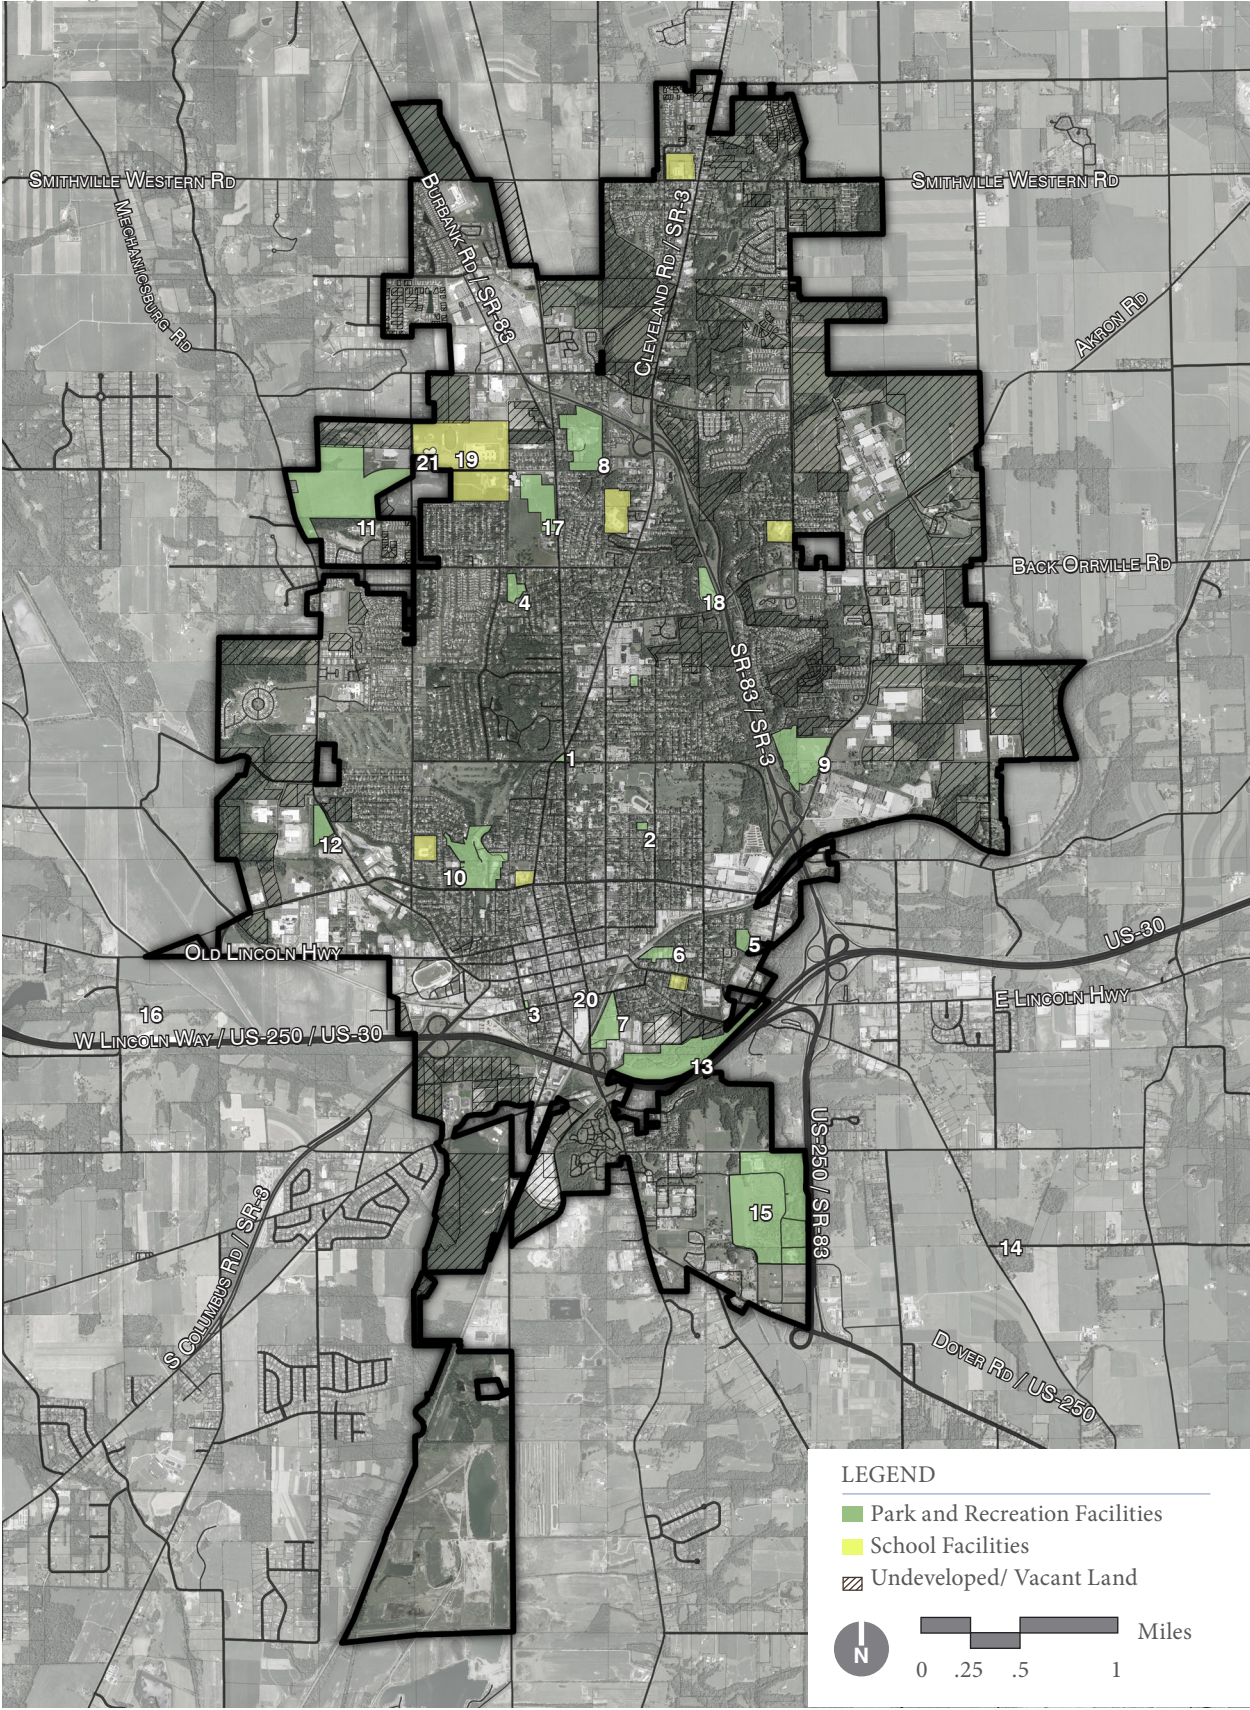 Smithville Western Rd
Smithville Western Rd
Mechanicsburg Rd
Burbank Rd / SR-83
Cleveland Rd / SR-3
Akron Rd
21
19
8
11
17
Back Orrville Rd
4
18
SR-83 / SR-3
1
9
12
2
10
Old Lincoln Hwy
6
5
US-30
E Lincoln Hwy
16
3
20
7
W Lincoln Way / US-250 / US-30
13
US-250 / SR-83
15
14
S Columbus Rd / SR-3
Dover Rd / US-250
LEGEND
Park and Recreation Facilities
School Facilities
Undeveloped/ Vacant Land
N
Miles
0 .25 .5 1